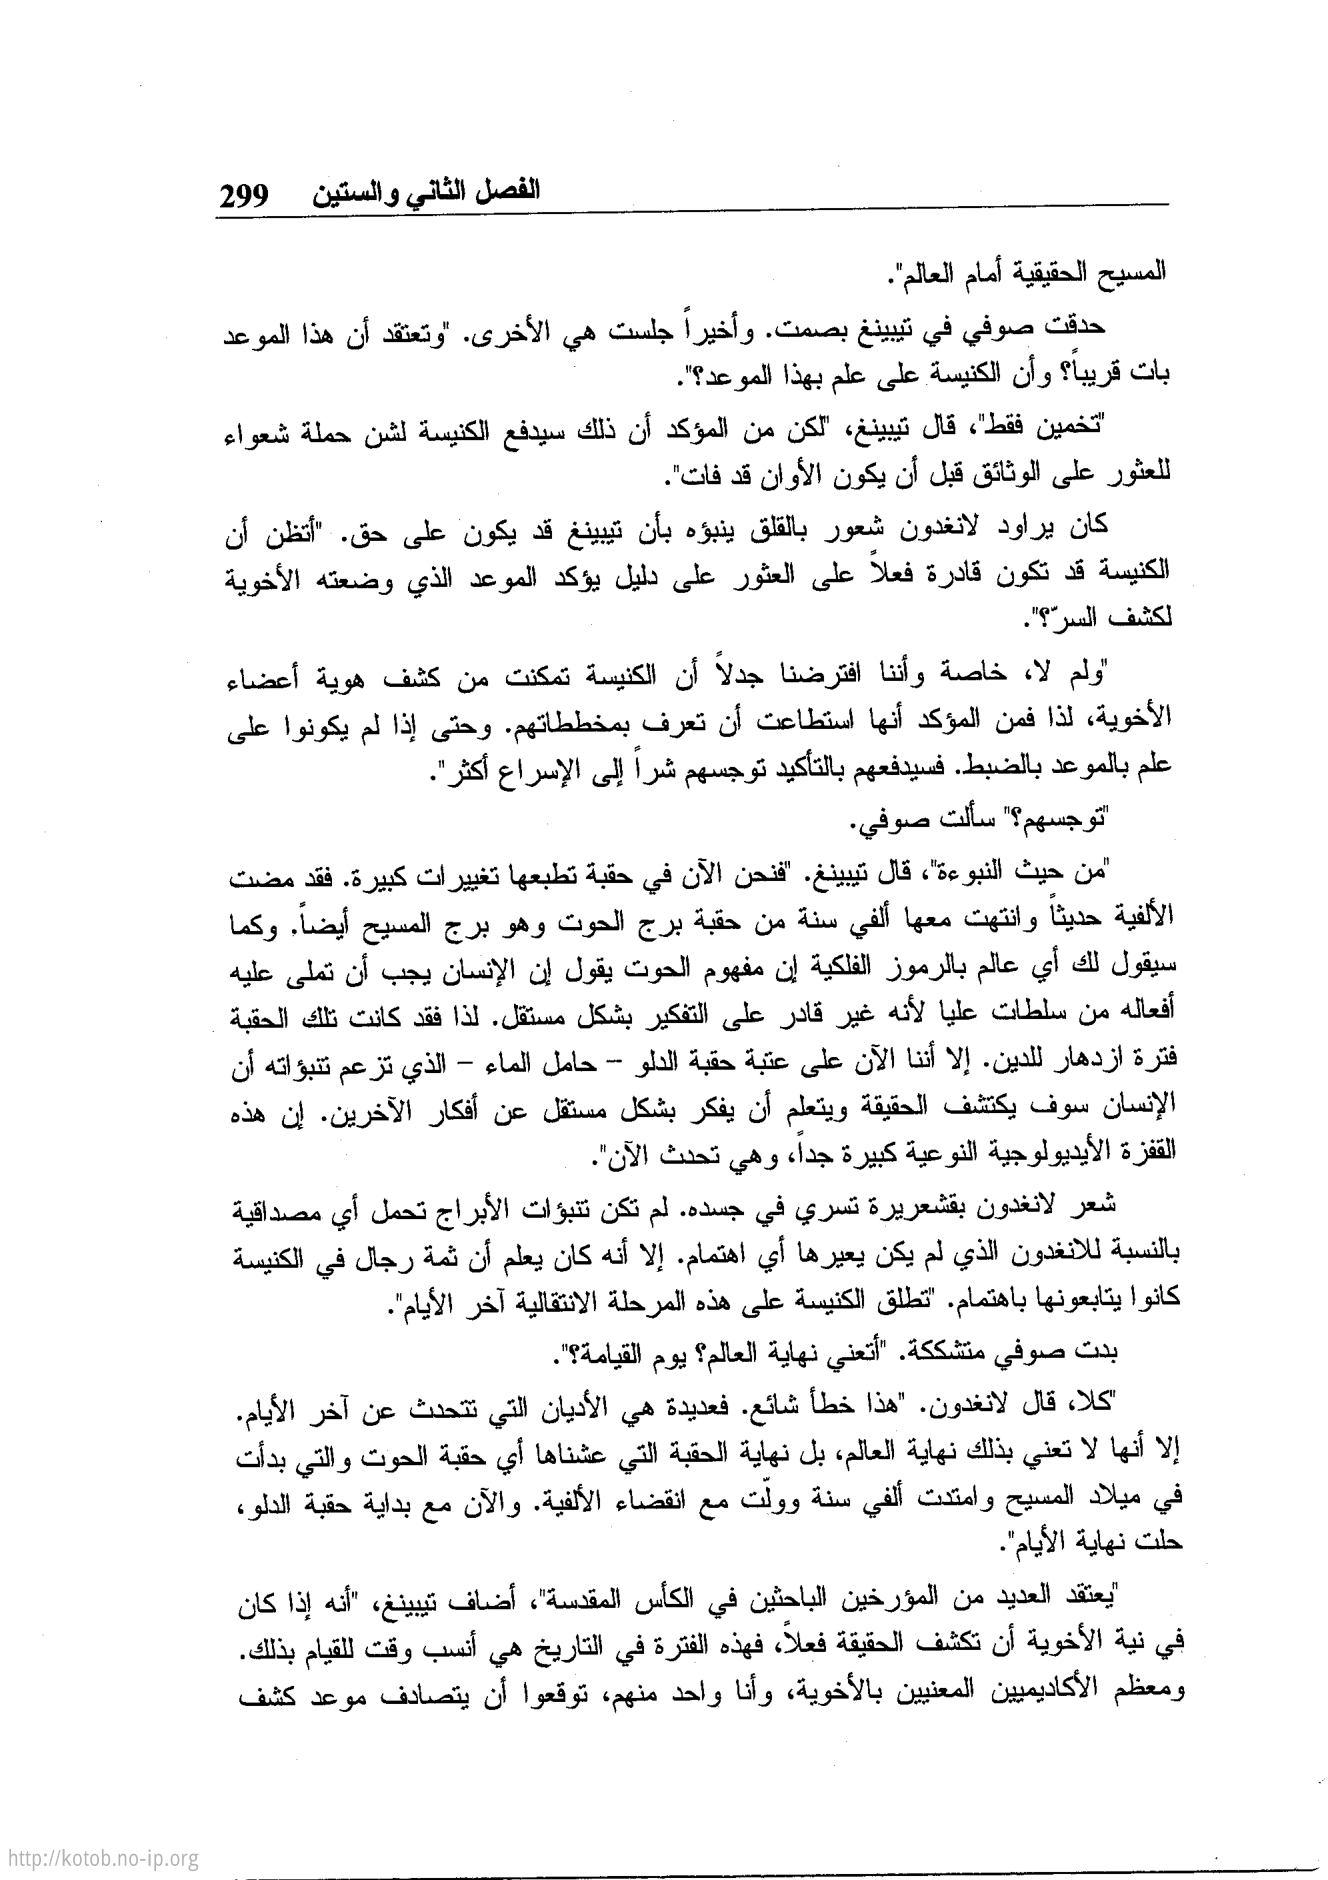 الفصل الثاني والستين 299
المسيح الحقيقية أمام العالم".
حدقت صوفي في تيبينغ بصمت. وأخيراً جلست هي الأخرى. "وتعتقد أن هذا الموعد
بات قريباً؟ وأن الكنيسة على علم بهذا الموعد؟".
"تخمين فقط"، قال تيبينغ، "لكن من المؤكد أن ذلك سيدفع الكنيسة لشن حملة شعواء
للعثور على الوثائق قبل أن يكون الأوان قد فات".
كان يراود لانغدون شعور بالقلق ينبؤه بأن تيبينغ قد يكون على حق. "أتظن أن
الكنيسة قد تكون قادرة فعلاً على العثور على دليل يؤكد الموعد الذي وضعته الأخوية
لكشف السرّ؟".
"ولم لا، خاصة وأننا افترضنا جدلاً أن الكنيسة تمكنت من كشف هوية أعضاء
الأخوية، لذا فمن المؤكد أنها استطاعت أن تعرف بمخططاتهم. وحتى إذا لم يكونوا على
علم بالموعد بالضبط. فسيدفعهم بالتأكيد توجسهم شراً إلى الإسراع أكثر".
"توجسهم؟" سألت صوفي.
"من حيث النبوءة"، قال تيبينغ. "فنحن الآن في حقبة تطبعها تغييرات كبيرة. فقد مضت
الألفية حديثاً وانتهت معها ألفي سنة من حقبة برج الحوت وهو برج المسيح أيضاً. وكما
سيقول لك أي عالم بالرموز الفلكية إن مفهوم الحوت يقول إن الإنسان يجب أن تملى عليه
أفعاله من سلطات عليا لأنه غير قادر على التفكير بشكل مستقل. لذا فقد كانت تلك الحقبة
فترة ازدهار للدين. إلا أننا الآن على عتبة حقبة الدلو – حامل الماء – الذي تزعم تنبؤاته أن
الإنسان سوف يكتشف الحقيقة ويتعلم أن يفكر بشكل مستقل عن أفكار الآخرين. إن هذه
القفزة الأيديولوجية النوعية كبيرة جداً، وهي تحدث الآن".
شعر لانغدون بقشعريرة تسري في جسده. لم تكن تنبؤات الأبراج تحمل أي مصداقية
بالنسبة للانغدون الذي لم يكن يعيرها أي اهتمام. إلا أنه كان يعلم أن ثمة رجال في الكنيسة
كانوا يتابعونها باهتمام. "تطلق الكنيسة على هذه المرحلة الانتقالية آخر الأيام".
بدت صوفي متشككة. "أتعني نهاية العالم؟ يوم القيامة؟".
"كلا، قال لانغدون. "هذا خطأ شائع. فعديدة هي الأديان التي تتحدث عن آخر الأيام.
إلا أنها لا تعني بذلك نهاية العالم، بل نهاية الحقبة التي عشناها أي حقبة الحوت والتي بدأت
في ميلاد المسيح وامتدت ألفي سنة وولّت مع انقضاء الألفية. والآن مع بداية حقبة الدلو،
حلت نهاية الأيام".
"يعتقد العديد من المؤرخين الباحثين في الكأس المقدسة"، أضاف تيبينغ، "أنه إذا كان
في نية الأخوية أن تكشف الحقيقة فعلاً، فهذه الفترة في التاريخ هي أنسب وقت للقيام بذلك.
ومعظم الأكاديميين المعنيين بالأخوية، وأنا واحد منهم، توقعوا أن يتصادف موعد كشف
http://kotob.no-ip.org